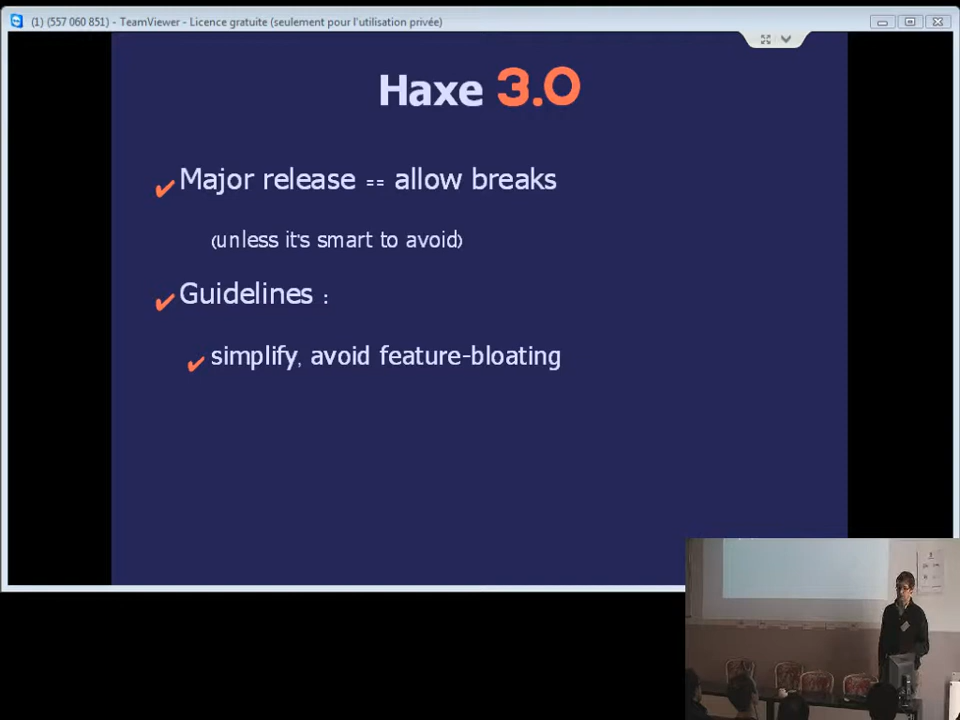 (1) (557 060 851) - TeamViewer - Licence gratuite (seulement pour l'utilisation privée)
Haxe 3.0
✔ Major release == allow breaks
(unless it's smart to avoid)
✔ Guidelines :
✔ simplify, avoid feature-bloating